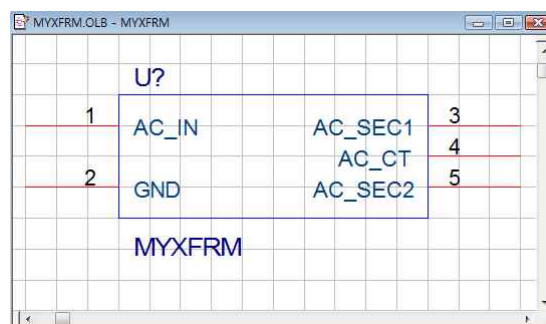 MYXFRM.OLB - MYXFRM
U?
1 AC_IN AC_SEC1 3
AC_CT 4
2 GND AC_SEC2 5
MYXFRM